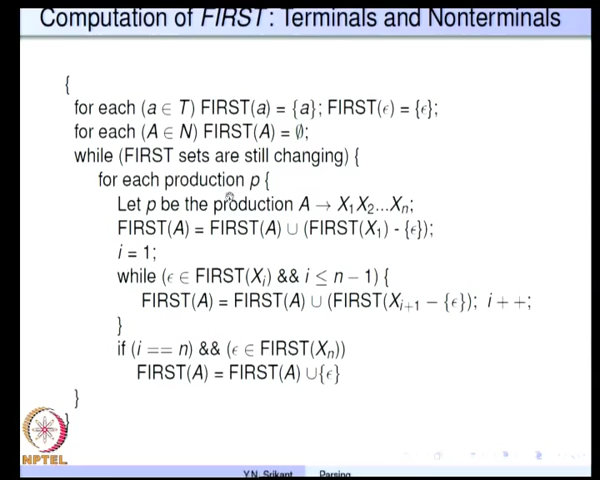 Computation of FIRST: Terminals and Nonterminals
{
for each (a ∈ T) FIRST(a) = {a}; FIRST(ϵ) = {ϵ};
for each (A ∈ N) FIRST(A) = ∅;
while (FIRST sets are still changing) {
for each production p {
Let p be the production A → X₁X₂...Xₙ;
FIRST(A) = FIRST(A) ∪ (FIRST(X₁) - {ϵ});
i = 1;
while (ϵ ∈ FIRST(Xᵢ) && i ≤ n − 1) {
FIRST(A) = FIRST(A) ∪ (FIRST(Xᵢ₊₁ − {ϵ}); i + +;
}
if (i == n) && (ϵ ∈ FIRST(Xₙ))
FIRST(A) = FIRST(A) ∪{ϵ}
}
}
NPTEL
Y.N. Srikant Parsing